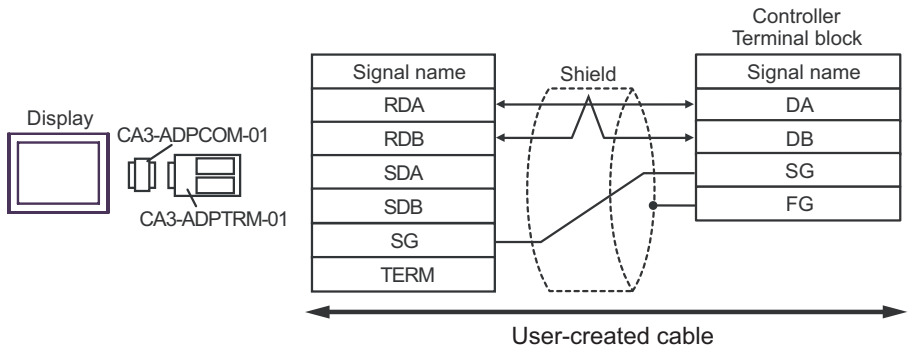 Controller
Terminal block
Display
CA3-ADPCOM-01
CA3-ADPTRM-01
Signal name
RDA
RDB
SDA
SDB
SG
TERM
Shield
Signal name
DA
DB
SG
FG
User-created cable